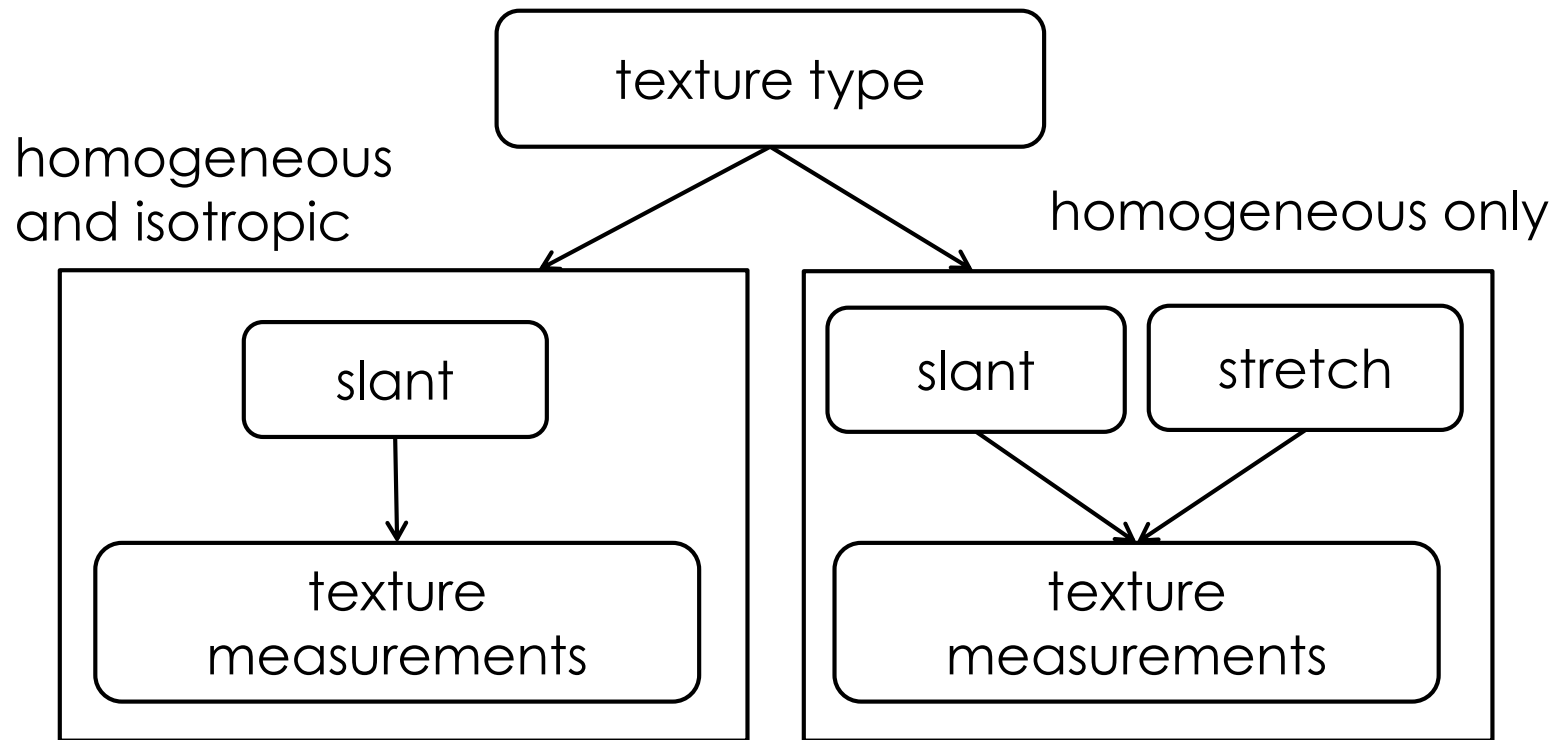 texture type
homogeneous
and isotropic
homogeneous only
slant
texture
measurements
slant
stretch
texture
measurements